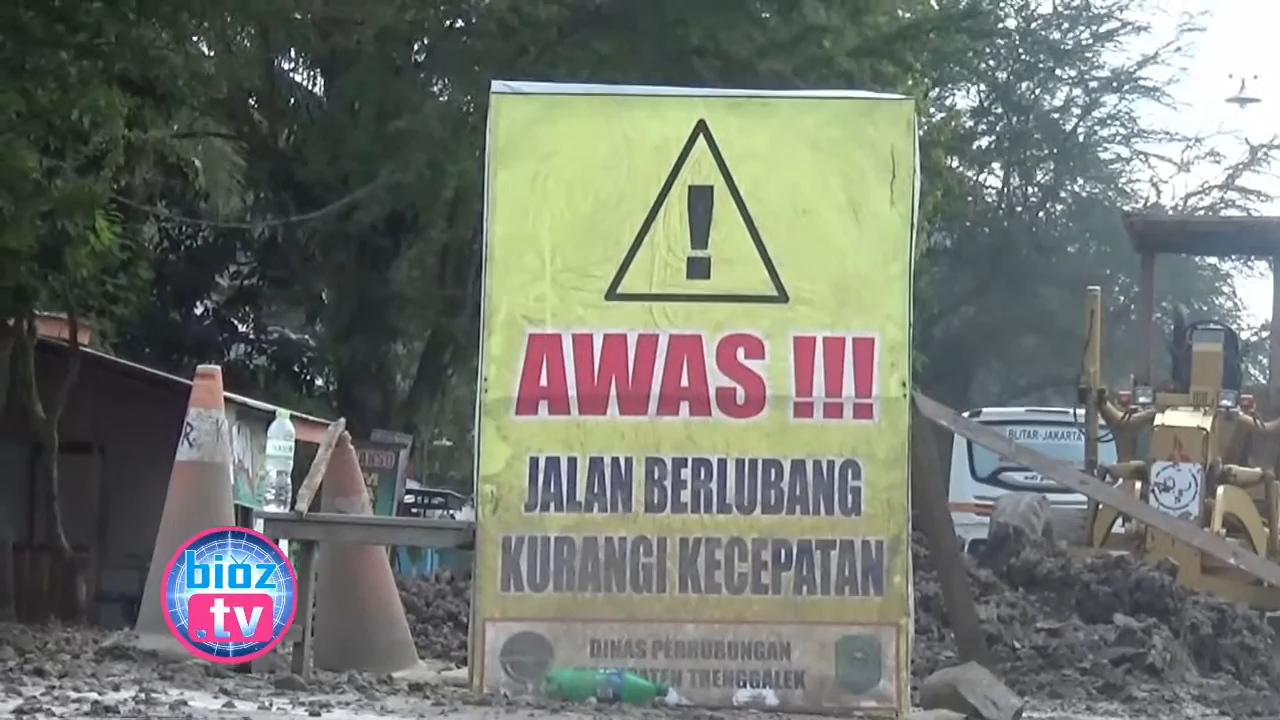 AWAS !!!
JALAN BERLUBANG
KURANGI KECEPATAN
DINAS PERHUBUNGAN
TRENGGALEK
BLITAR-JAKARTA
bioz
.tv